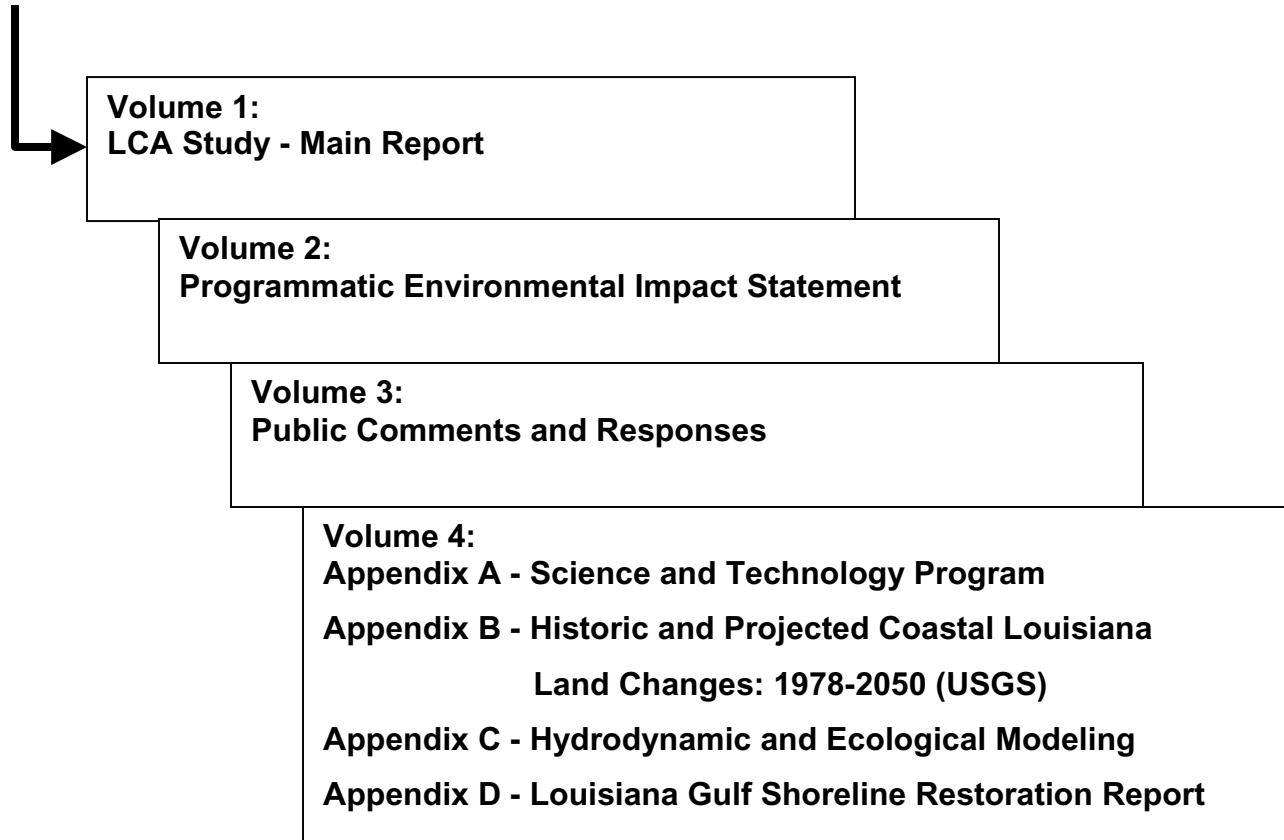 Volume 1:
LCA Study - Main Report
Volume 2:
Programmatic Environmental Impact Statement
Volume 3:
Public Comments and Responses
Volume 4:
Appendix A - Science and Technology Program
Appendix B - Historic and Projected Coastal Louisiana
Land Changes: 1978-2050 (USGS)
Appendix C - Hydrodynamic and Ecological Modeling
Appendix D - Louisiana Gulf Shoreline Restoration Report